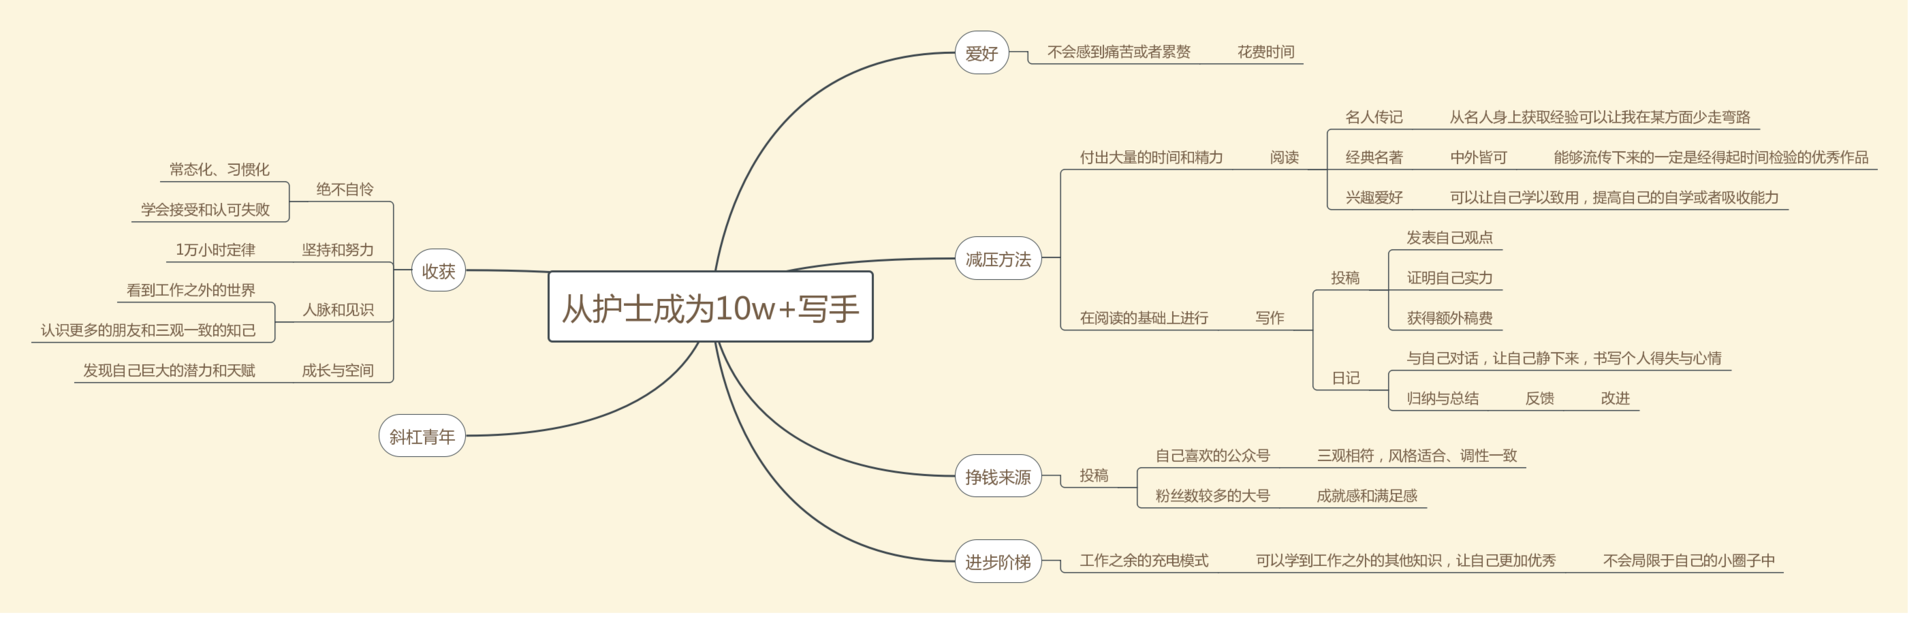 从护士成为10w+写手
爱好
不会感到痛苦或者累赘
花费时间
减压方法
付出大量的时间和精力
阅读
名人传记
从名人身上获取经验可以让我在某方面少走弯路
经典名著
中外皆可
能够流传下来的一定是经得起时间检验的优秀作品
兴趣爱好
可以让自己学以致用，提高自己的自学或者吸收能力
在阅读的基础上进行
写作
投稿
发表自己观点
证明自己实力
获得额外稿费
日记
与自己对话，让自己静下来，书写个人得失与心情
归纳与总结
反馈
改进
挣钱来源
投稿
自己喜欢的公众号
三观相符，风格适合、调性一致
粉丝数较多的大号
成就感和满足感
进步阶梯
工作之余的充电模式
可以学到工作之外的其他知识，让自己更加优秀
不会局限于自己的小圈子中
收获
绝不自怜
常态化、习惯化
学会接受和认可失败
坚持和努力
1万小时定律
人脉和见识
看到工作之外的世界
认识更多的朋友和三观一致的知己
成长与空间
发现自己巨大的潜力和天赋
斜杠青年